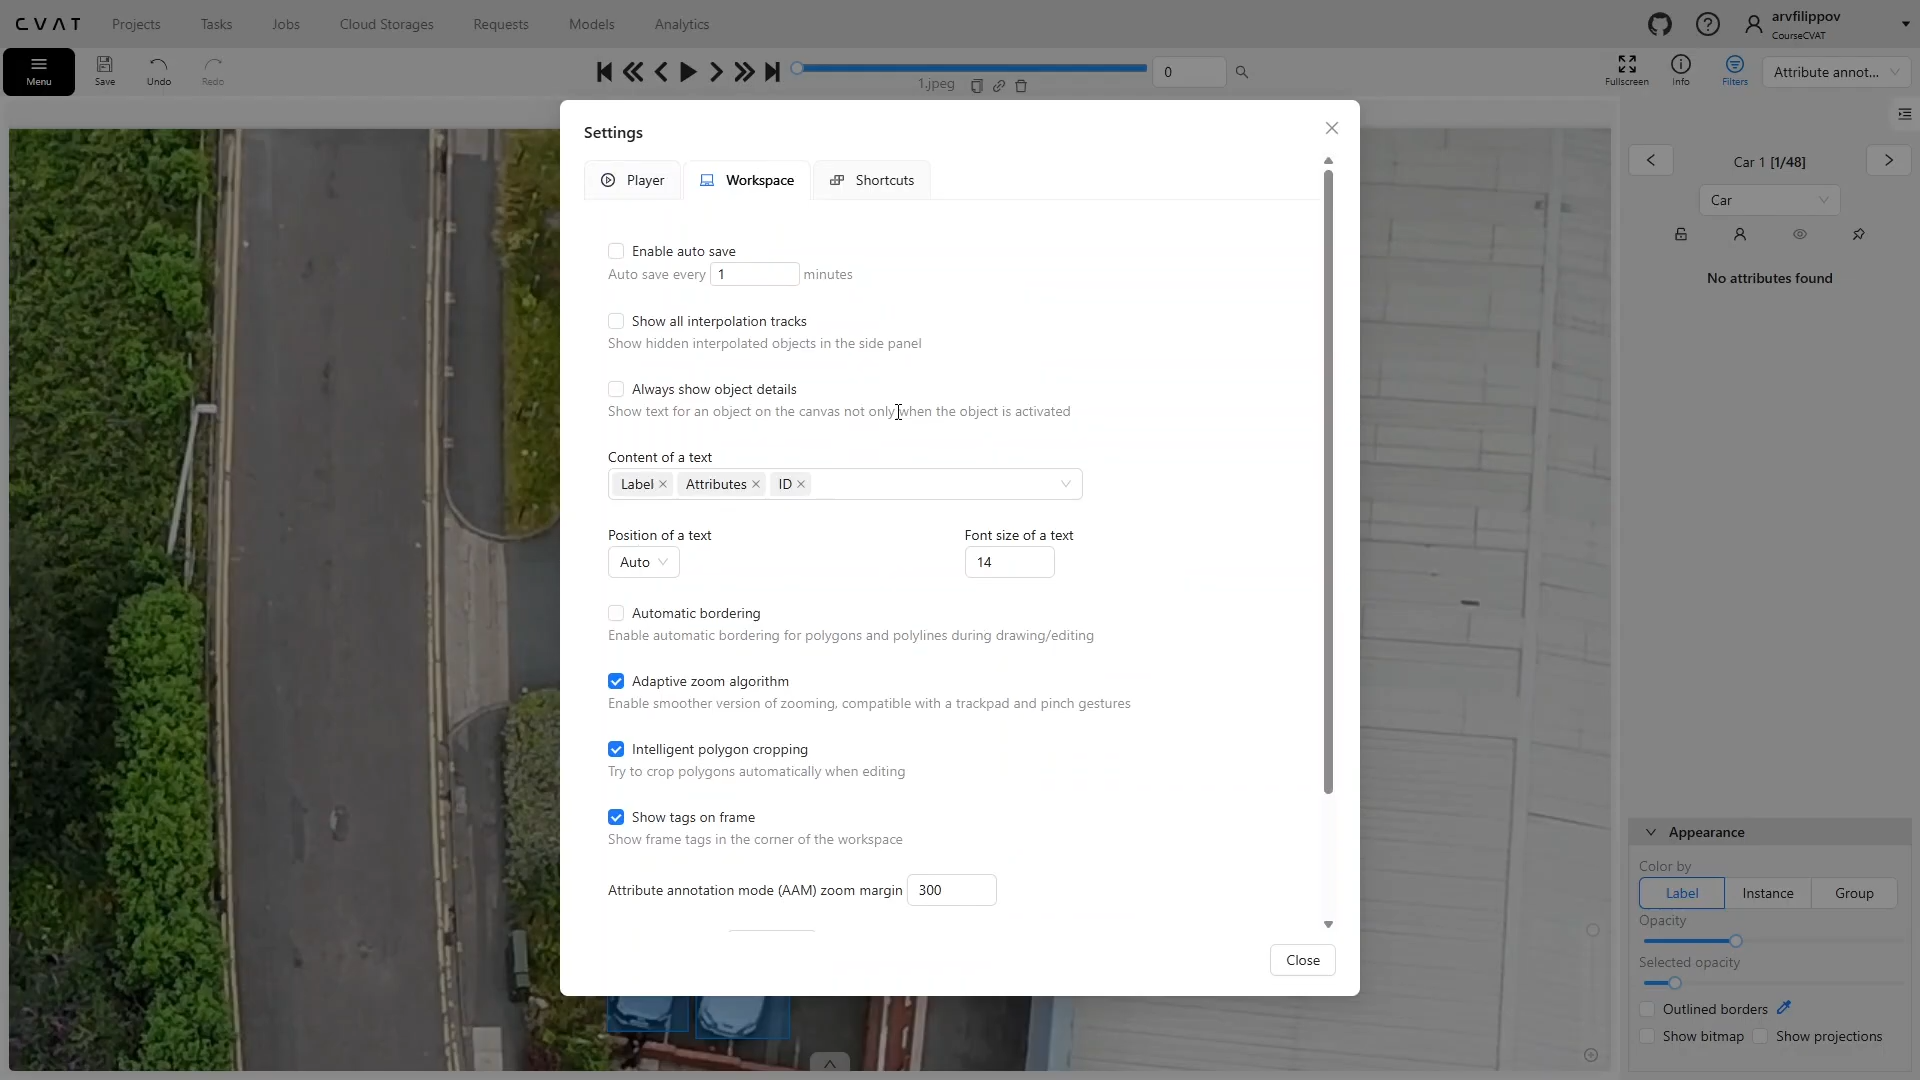 CVAT Projects Tasks Jobs Cloud Storages Requests Models Analytics arvfilippov
CourseCVAT
Menu Save Undo Redo 1.jpeg 0 Fullscreen Info Filters Attribute annot...
Settings
Player Workspace Shortcuts
Enable auto save
Auto save every 1 minutes
Show all interpolation tracks
Show hidden interpolated objects in the side panel
Always show object details
Show text for an object on the canvas not only when the object is activated
Content of a text
Label Attributes ID
Position of a text Font size of a text
Auto 14
Automatic bordering
Enable automatic bordering for polygons and polylines during drawing/editing
Adaptive zoom algorithm
Enable smoother version of zooming, compatible with a trackpad and pinch gestures
Intelligent polygon cropping
Try to crop polygons automatically when editing
Show tags on frame
Show frame tags in the corner of the workspace
Attribute annotation mode (AAM) zoom margin 300
Close
Car 1 [1/48]
Car
No attributes found
Appearance
Color by
Label Instance Group
Opacity
Selected opacity
Outlined borders
Show bitmap Show projections